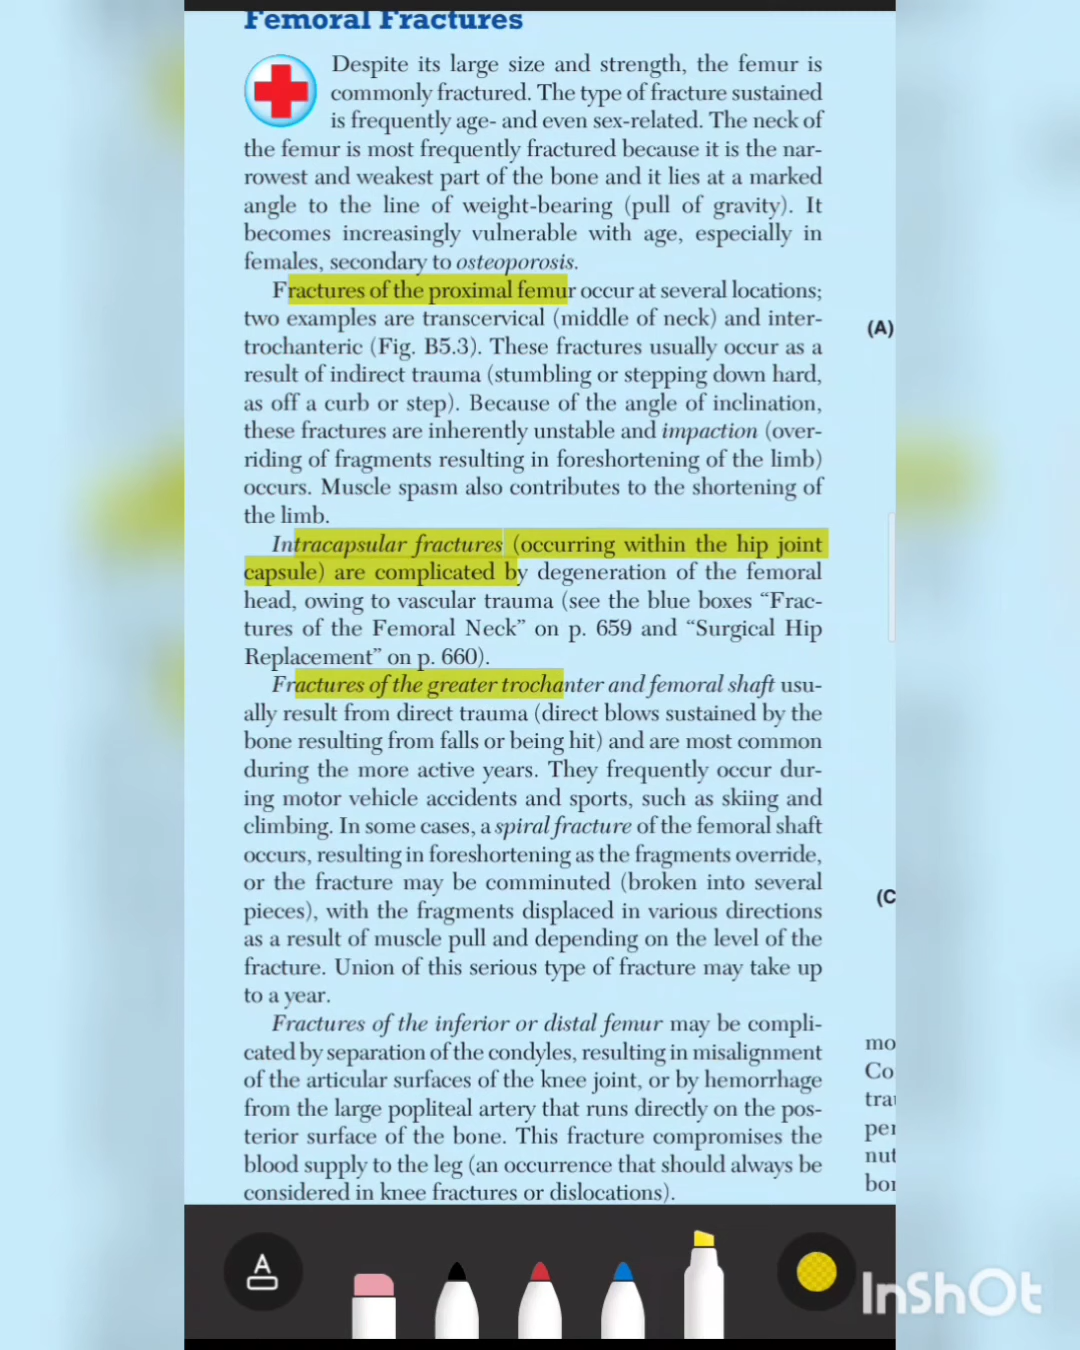 Femoral Fractures
Despite its large size and strength, the femur is
commonly fractured. The type of fracture sustained
is frequently age- and even sex-related. The neck of
the femur is most frequently fractured because it is the nar-
rowest and weakest part of the bone and it lies at a marked
angle to the line of weight-bearing (pull of gravity). It
becomes increasingly vulnerable with age, especially in
females, secondary to osteoporosis.
Fractures of the proximal femur occur at several locations;
two examples are transcervical (middle of neck) and inter-
trochanteric (Fig. B5.3). These fractures usually occur as a
result of indirect trauma (stumbling or stepping down hard,
as off a curb or step). Because of the angle of inclination,
these fractures are inherently unstable and impaction (over-
riding of fragments resulting in foreshortening of the limb)
occurs. Muscle spasm also contributes to the shortening of
the limb.
Intracapsular fractures (occurring within the hip joint
capsule) are complicated by degeneration of the femoral
head, owing to vascular trauma (see the blue boxes “Frac-
tures of the Femoral Neck” on p. 659 and “Surgical Hip
Replacement” on p. 660).
Fractures of the greater trochanter and femoral shaft usu-
ally result from direct trauma (direct blows sustained by the
bone resulting from falls or being hit) and are most common
during the more active years. They frequently occur dur-
ing motor vehicle accidents and sports, such as skiing and
climbing. In some cases, a spiral fracture of the femoral shaft
occurs, resulting in foreshortening as the fragments override,
or the fracture may be comminuted (broken into several
pieces), with the fragments displaced in various directions
as a result of muscle pull and depending on the level of the
fracture. Union of this serious type of fracture may take up
to a year.
Fractures of the inferior or distal femur may be compli-
cated by separation of the condyles, resulting in misalignment
of the articular surfaces of the knee joint, or by hemorrhage
from the large popliteal artery that runs directly on the pos-
terior surface of the bone. This fracture compromises the
blood supply to the leg (an occurrence that should always be
considered in knee fractures or dislocations).
(A)
(C
mo
Co
tra
per
nut
bor
A
InShOt